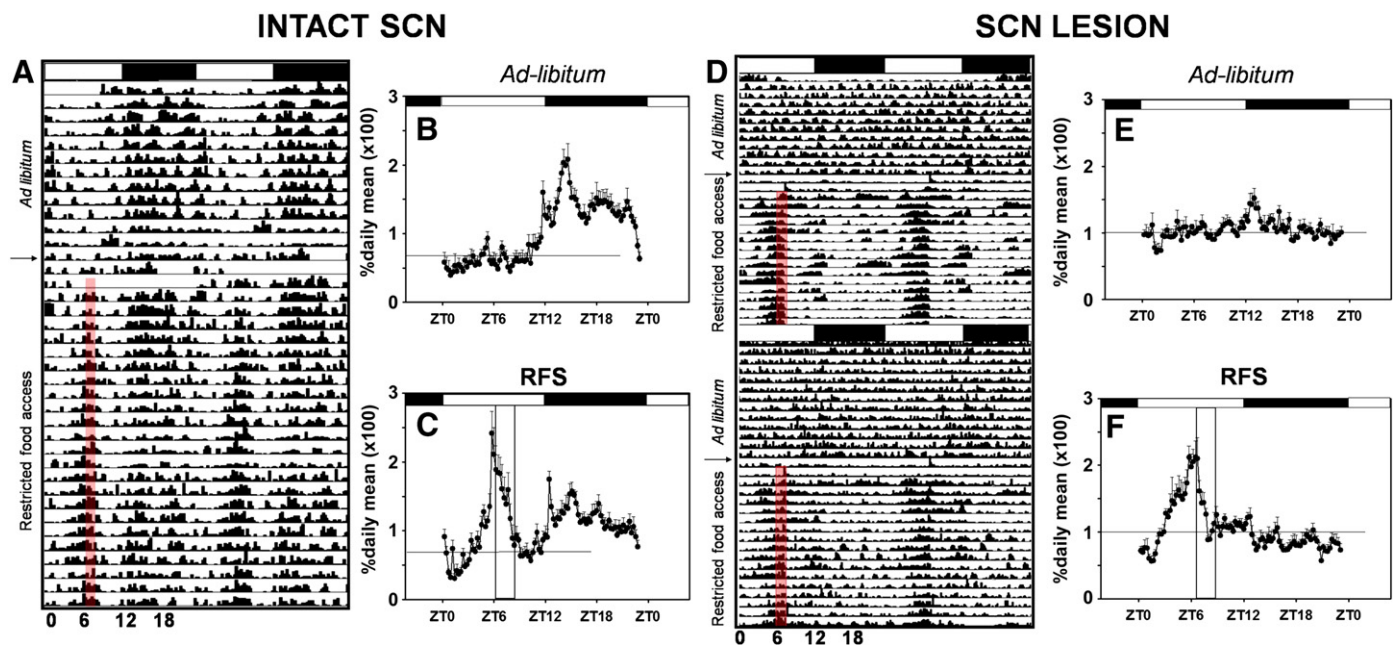 INTACT SCN
SCN LESION
A
Ad libitum
Restricted food access
0 6 12 18
Ad-libitum
B
%daily mean (x100)
3
2
1
0
ZT0 ZT6 ZT12 ZT18 ZT0
RFS
C
%daily mean (x100)
3
2
1
0
ZT0 ZT6 ZT12 ZT18 ZT0
D
Ad libitum
Restricted food access
Ad libitum
Restricted food access
0 6 12 18
Ad-libitum
E
%daily mean (x100)
3
2
1
0
ZT0 ZT6 ZT12 ZT18 ZT0
RFS
F
%daily mean (x100)
3
2
1
0
ZT0 ZT6 ZT12 ZT18 ZT0